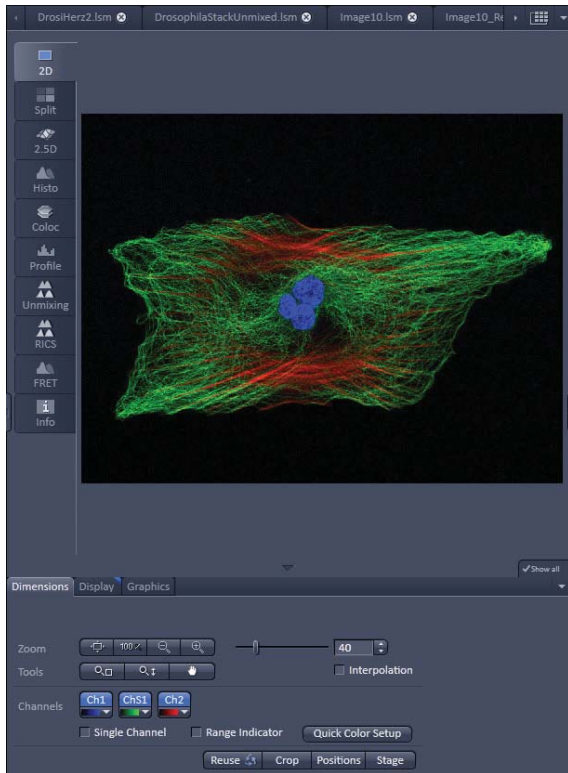 DrosiHerz2.lsm DrosophilaStackUnmixed.lsm Image10.lsm Image10_Re
2D
Split
2.5D
Histo
Coloc
Profile
Unmixing
RICS
FRET
i
Info
Show all
Dimensions Display Graphics
Zoom 100% 40
Tools Interpolation
Channels Ch1 ChS1 Ch2
Single Channel Range Indicator Quick Color Setup
Reuse Crop Positions Stage